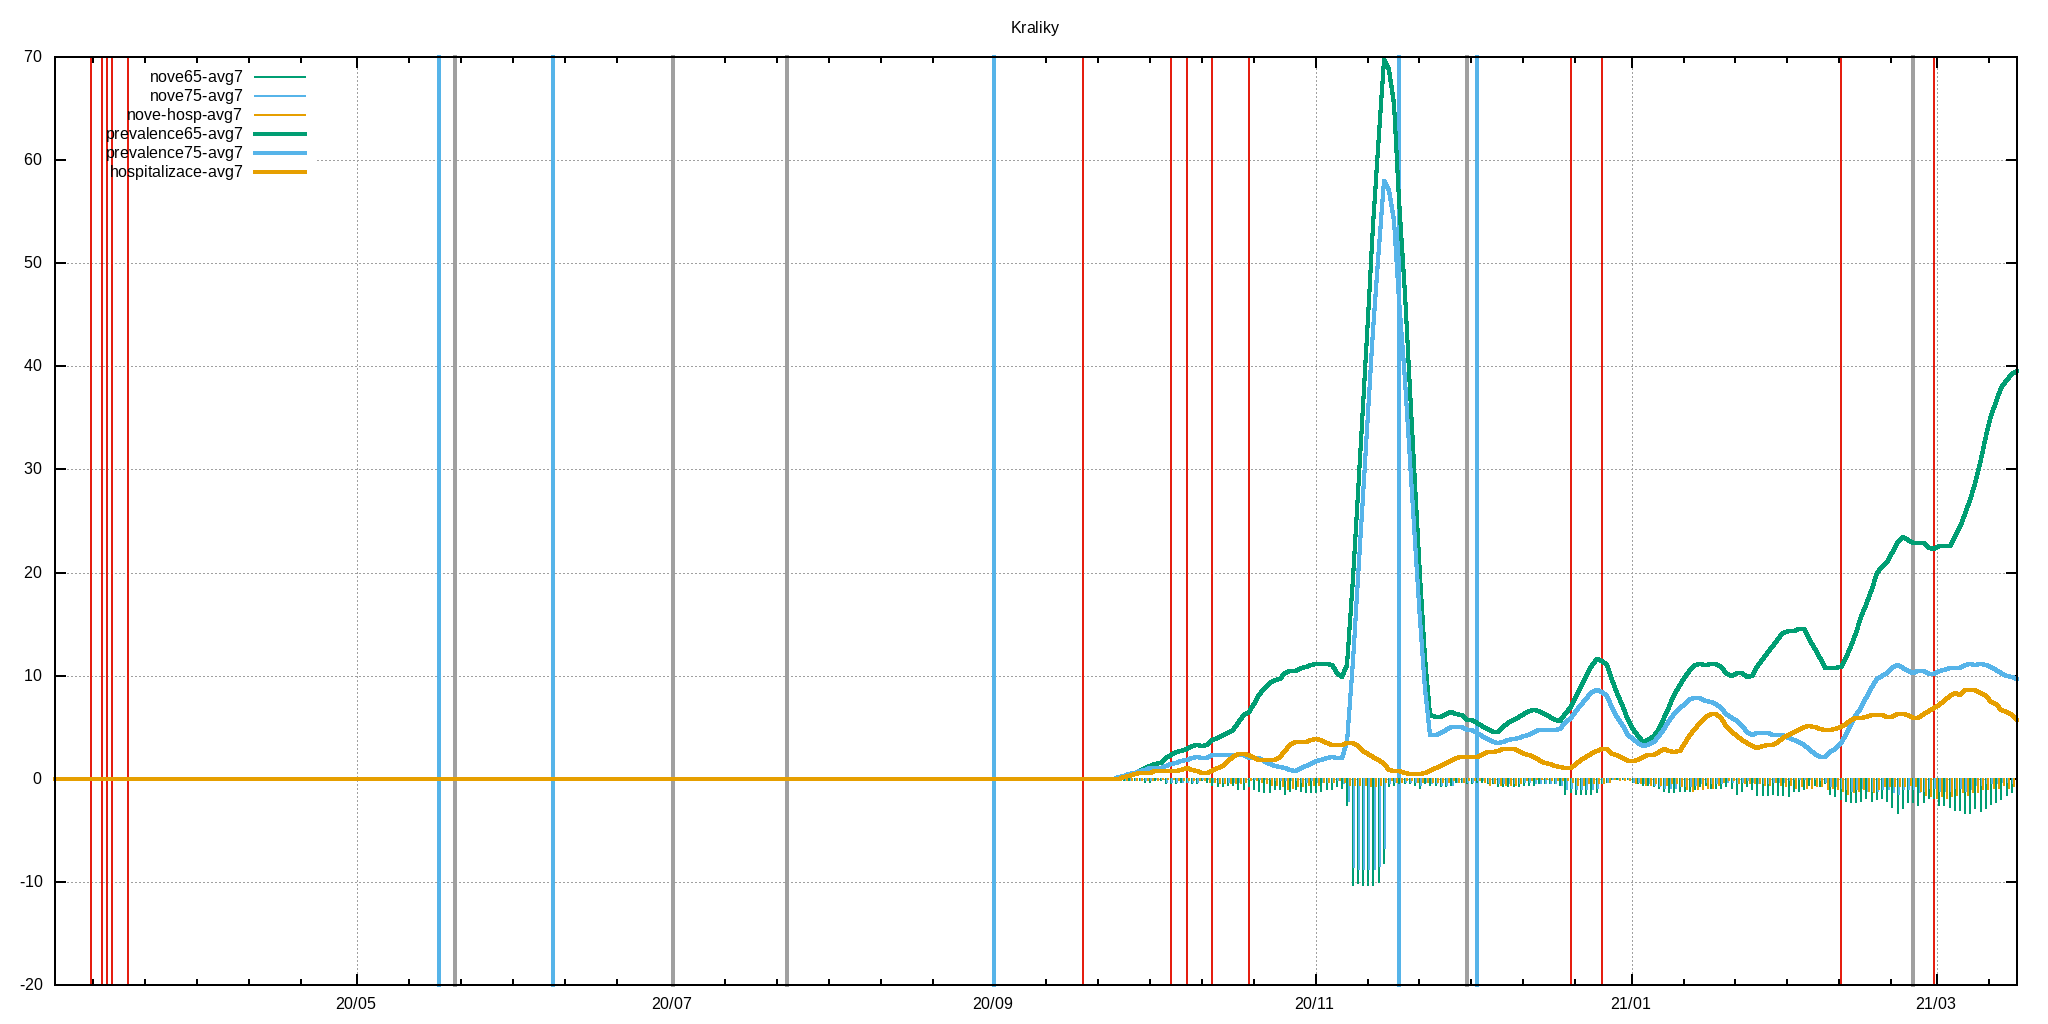 Kraliky
70
nove65-avg7
nove75-avg7
nove-hosp-avg7
prevalence65-avg7
prevalence75-avg7
hospitalizace-avg7
60
50
40
30
20
10
0
-10
-20
20/05 20/07 20/09 20/11 21/01 21/03